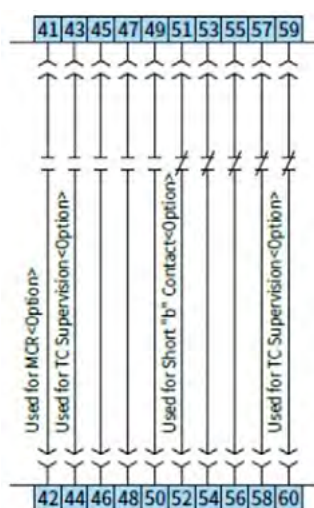 41 43 45 47 49 51 53 55 57 59
Used for MCR<Option>
Used for TC Supervision<Option>
Used for Short "b" Contact<Option>
Used for TC Supervision<Option>
42 44 46 48 50 52 54 56 58 60